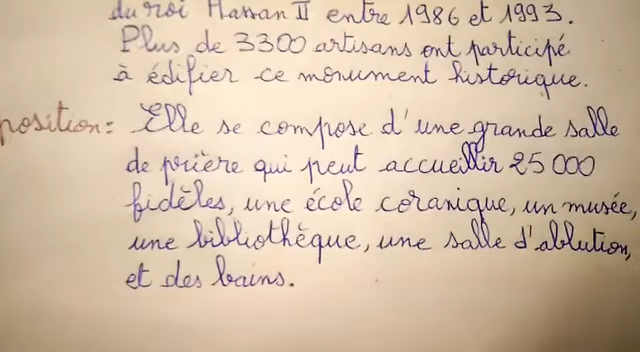 du roi Hassan II entre 1986 et 1993.
Plus de 3300 artisans ont participé
à édifier ce monument historique.
position: Elle se compose d'une grande salle
de prière qui peut accueillir 25 000
fidèles, une école coranique, un musée,
une bibliothèque, une salle d'ablution,
et des bains.